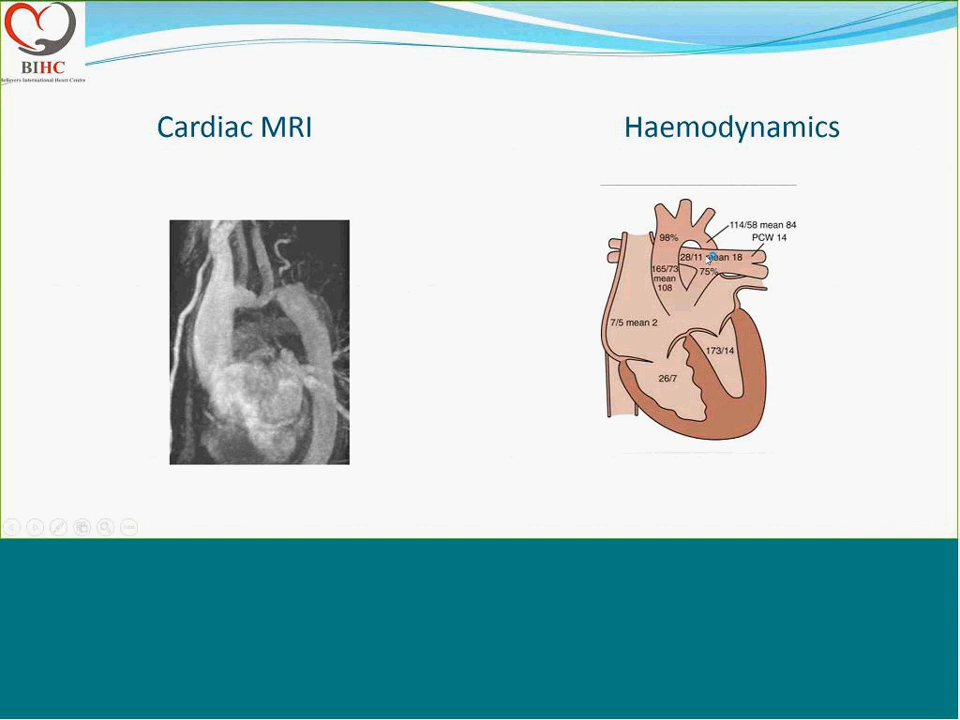 BIHC
Believers International Heart Centre
Cardiac MRI
Haemodynamics
114/58 mean 84
98%
PCW 14
28/11 mean 18
165/73
mean
108
75%
7/5 mean 2
173/14
26/7